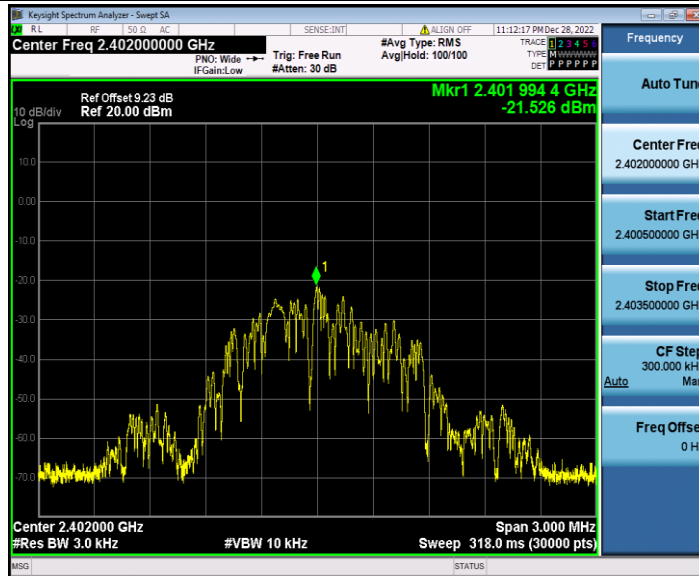 Keysight Spectrum Analyzer - Swept SA
RL RF 50 Ω AC SENSE:INT ALIGN OFF 11:12:17 PM Dec 28, 2022
Center Freq 2.402000000 GHz
PNO: Wide
IFGain:Low
Trig: Free Run
#Atten: 30 dB
#Avg Type: RMS
Avg|Hold: 100/100
TRACE 1 2 3 4 5 6
TYPE M
DET P P P P P P
Ref Offset 9.23 dB
10 dB/div Ref 20.00 dBm
Log
Mkr1 2.401 994 4 GHz
-21.526 dBm
1
10.0
0.00
-10.0
-20.0
-30.0
-40.0
-50.0
-60.0
-70.0
Center 2.402000 GHz Span 3.000 MHz
#Res BW 3.0 kHz #VBW 10 kHz Sweep 318.0 ms (30000 pts)
MSG STATUS
Frequency
Auto Tun
Center Fre
2.402000000 GH
Start Fre
2.400500000 GH
Stop Fre
2.403500000 GH
CF Ste
300.000 kH
Auto Ma
Freq Offse
0 H